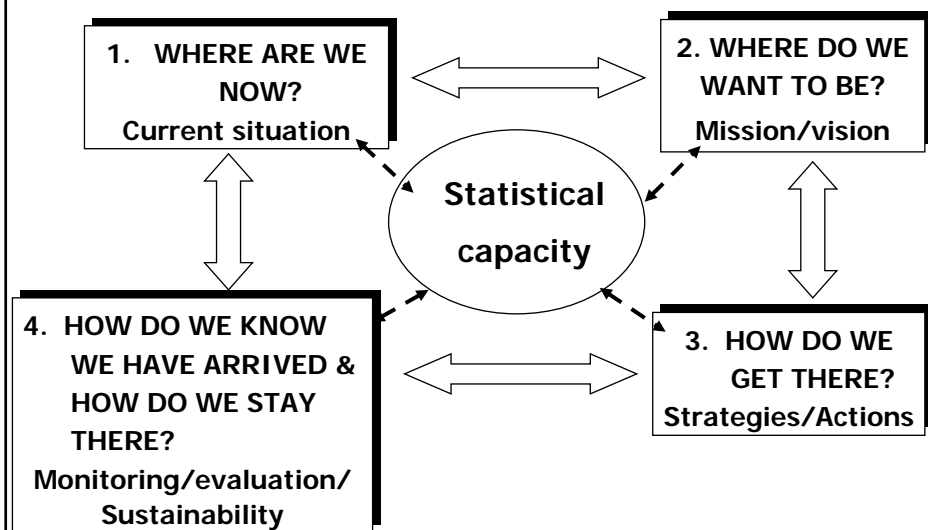 1. WHERE ARE WE
NOW?
Current situation
2. WHERE DO WE
WANT TO BE?
Mission/vision
Statistical
capacity
4. HOW DO WE KNOW
WE HAVE ARRIVED &
HOW DO WE STAY
THERE?
Monitoring/evaluation/
Sustainability
3. HOW DO WE
GET THERE?
Strategies/Actions